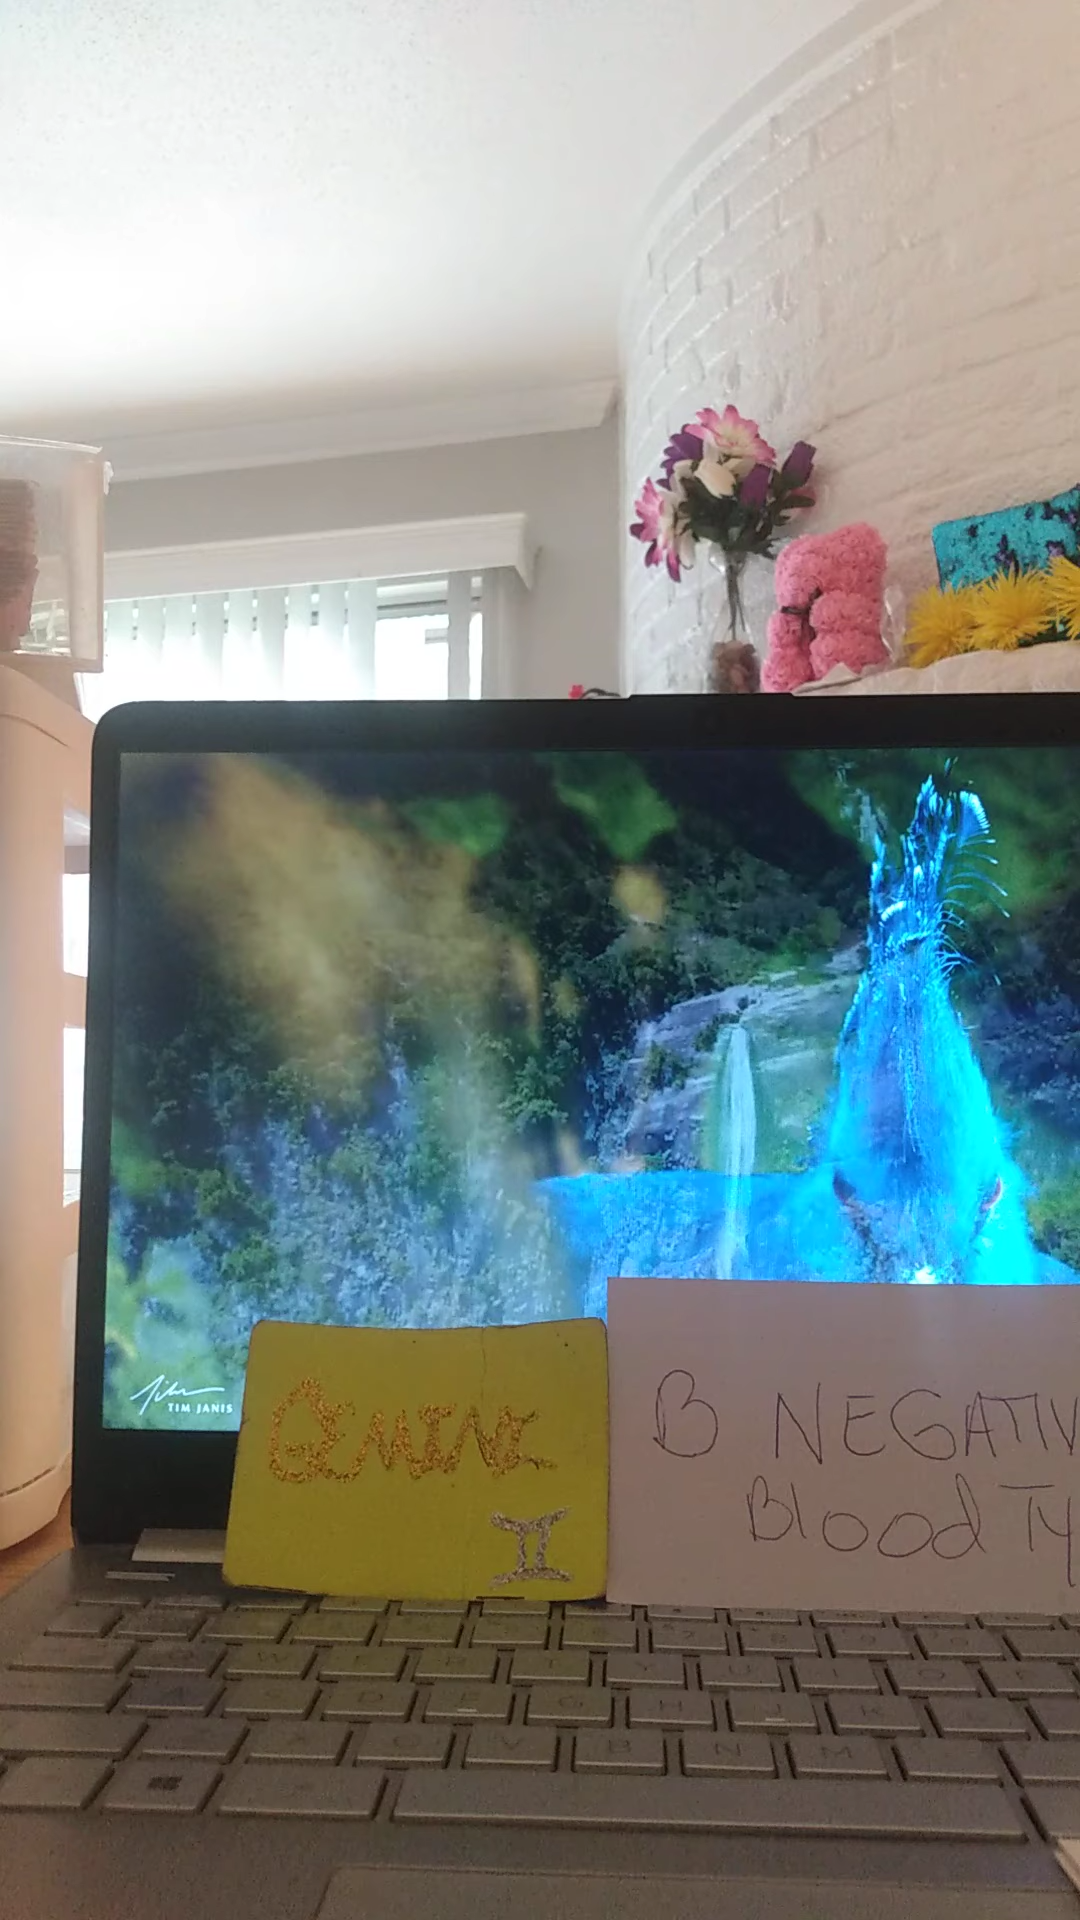 TIM JANIS
GEMINI
♊
B NEGATIV
Blood Ty
W E R T Y U I O
A S D F G H J K L
Z X C V B N M